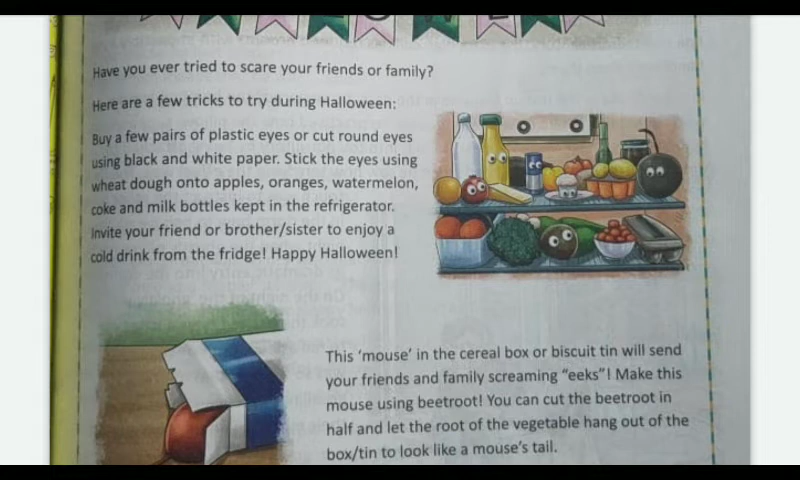 Have you ever tried to scare your friends or family?
Here are a few tricks to try during Halloween:
Buy a few pairs of plastic eyes or cut round eyes
using black and white paper. Stick the eyes using
wheat dough onto apples, oranges, watermelon,
coke and milk bottles kept in the refrigerator.
Invite your friend or brother/sister to enjoy a
cold drink from the fridge! Happy Halloween!
This ‘mouse’ in the cereal box or biscuit tin will send
your friends and family screaming “eeks”! Make this
mouse using beetroot! You can cut the beetroot in
half and let the root of the vegetable hang out of the
box/tin to look like a mouse’s tail.